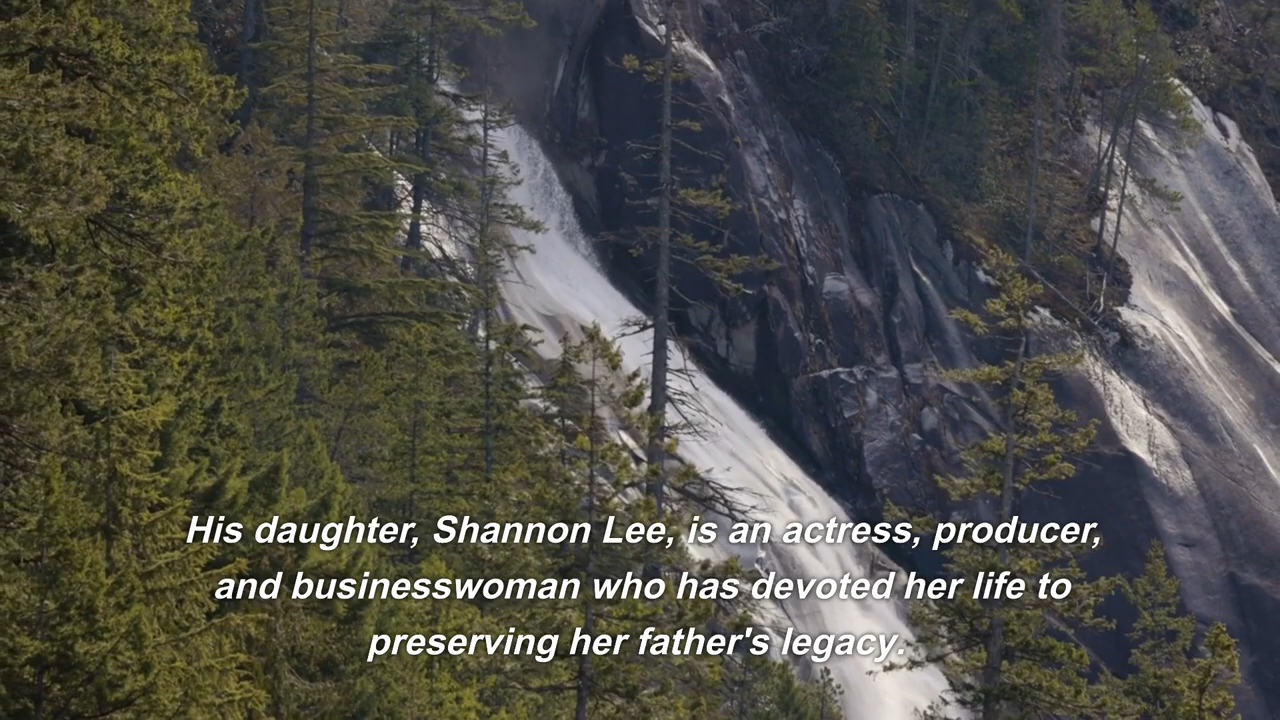 His daughter, Shannon Lee, is an actress, producer,
and businesswoman who has devoted her life to
preserving her father's legacy.